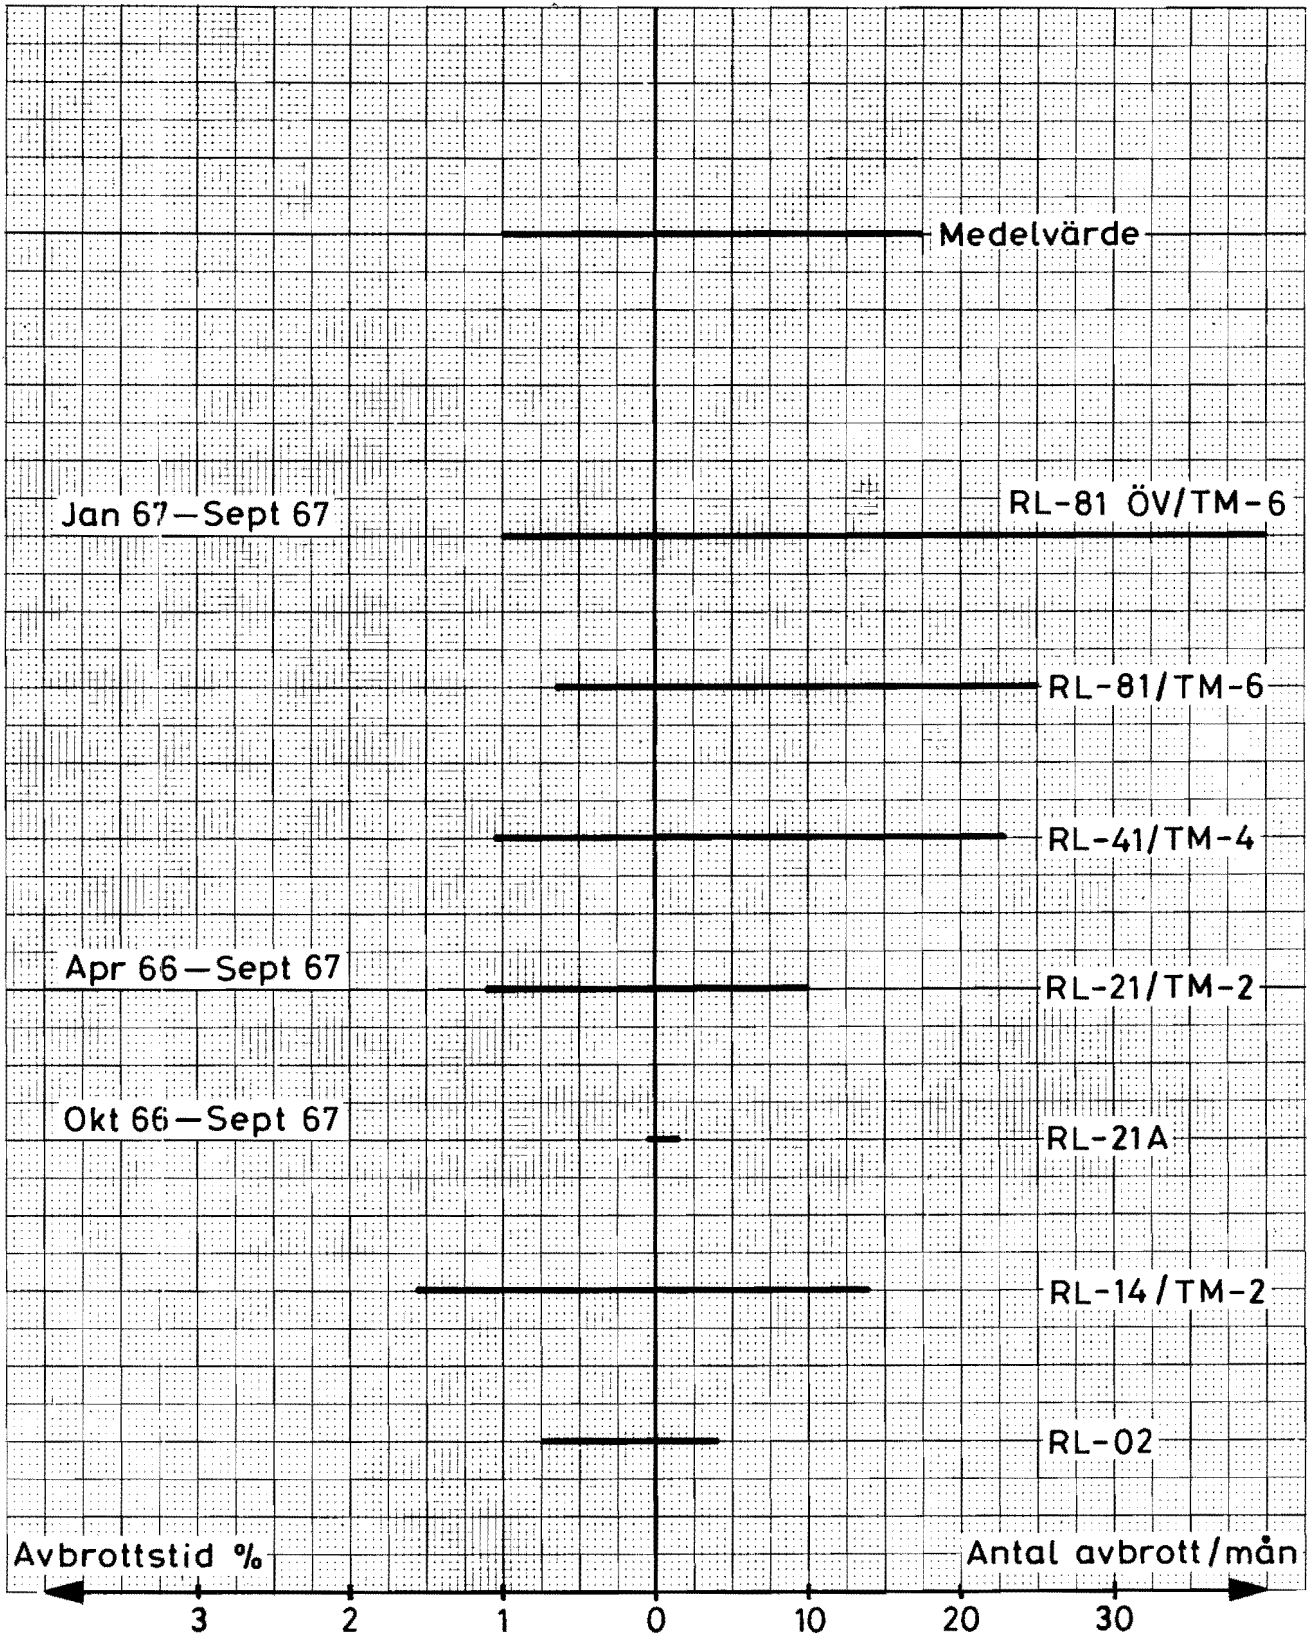 Medelvärde
RL-81 ÖV/TM-6
Jan 67-Sept 67
RL-81/TM-6
RL-41/TM-4
Apr 66-Sept 67
RL-21/TM-2
Okt 66-Sept 67
RL-21A
RL-14/TM-2
RL-02
Avbrottstid % Antal avbrott/mån
3 2 1 0 10 20 30